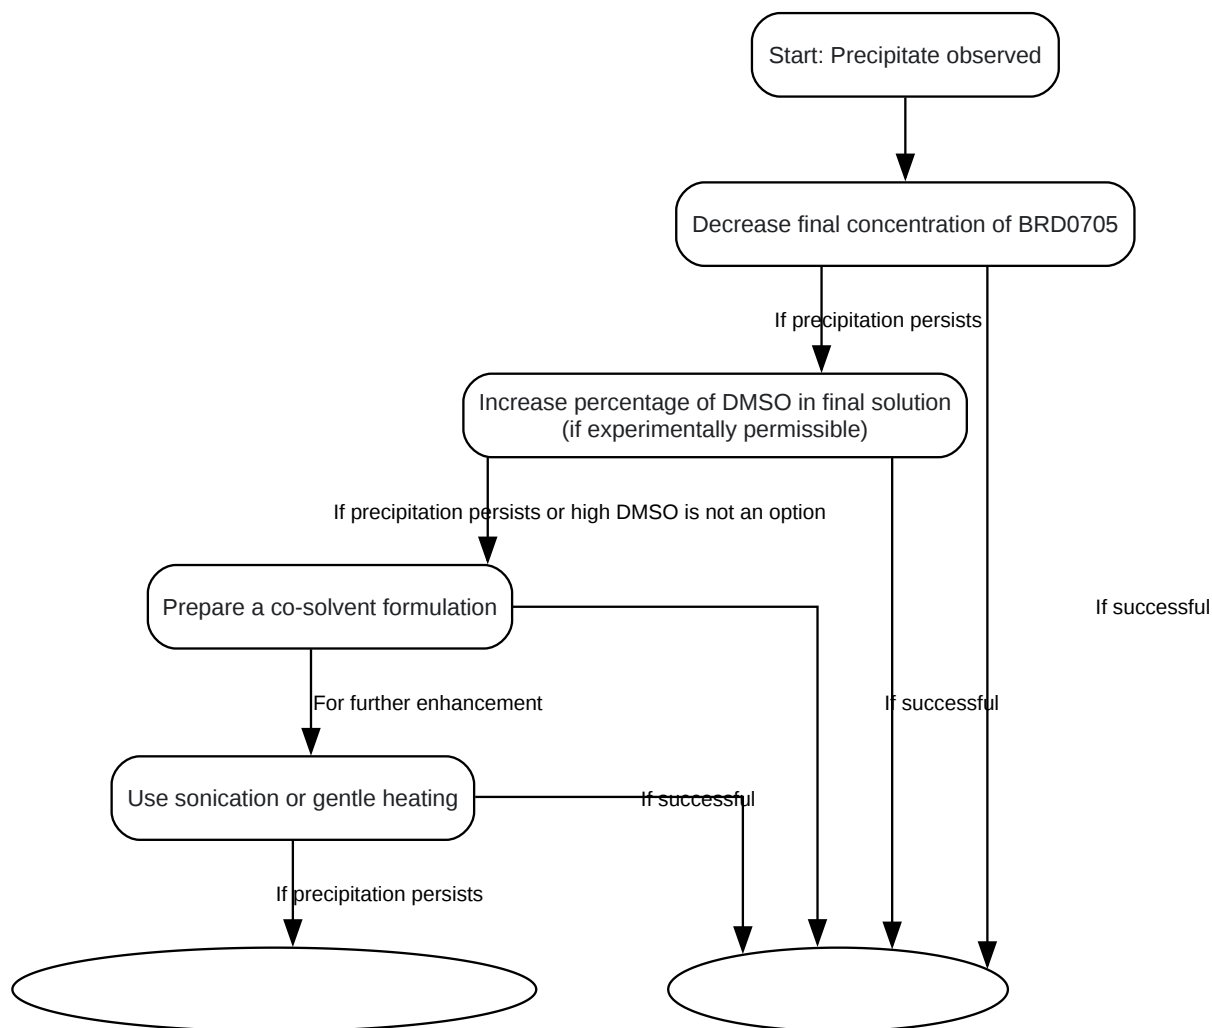 Start: Precipitate observed
Decrease final concentration of BRD0705
If precipitation persists
Increase percentage of DMSO in final solution
(if experimentally permissible)
If precipitation persists or high DMSO is not an option
Prepare a co-solvent formulation
If successful
For further enhancement
If successful
Use sonication or gentle heating
If successful
If precipitation persists